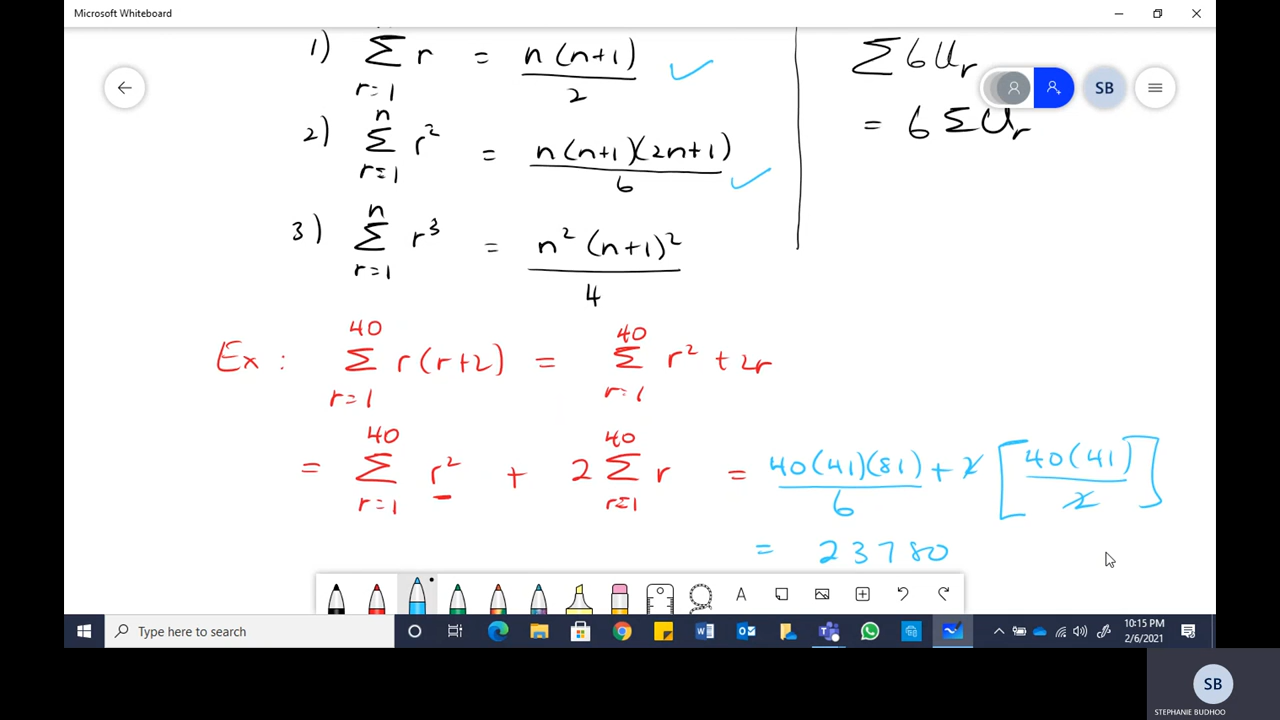 Microsoft Whiteboard
1) Σ r = n(n+1)
r=1 2
n
2) Σ r² = n(n+1)(2n+1)
r=1 6
n
3) Σ r³ = n²(n+1)²
r=1 4
Σ6Ur
= 6ΣUr
SB
40 40
Ex: Σ r(r+2) = Σ r² + 2r
r=1 r=1
40 40
= Σ r² + 2 Σ r = 40(41)(81) + 2 [40(41)]
r=1 r=1 6 2
= 23780
A
Type here to search
10:15 PM
2/6/2021
SB
STEPHANIE BUDHOO